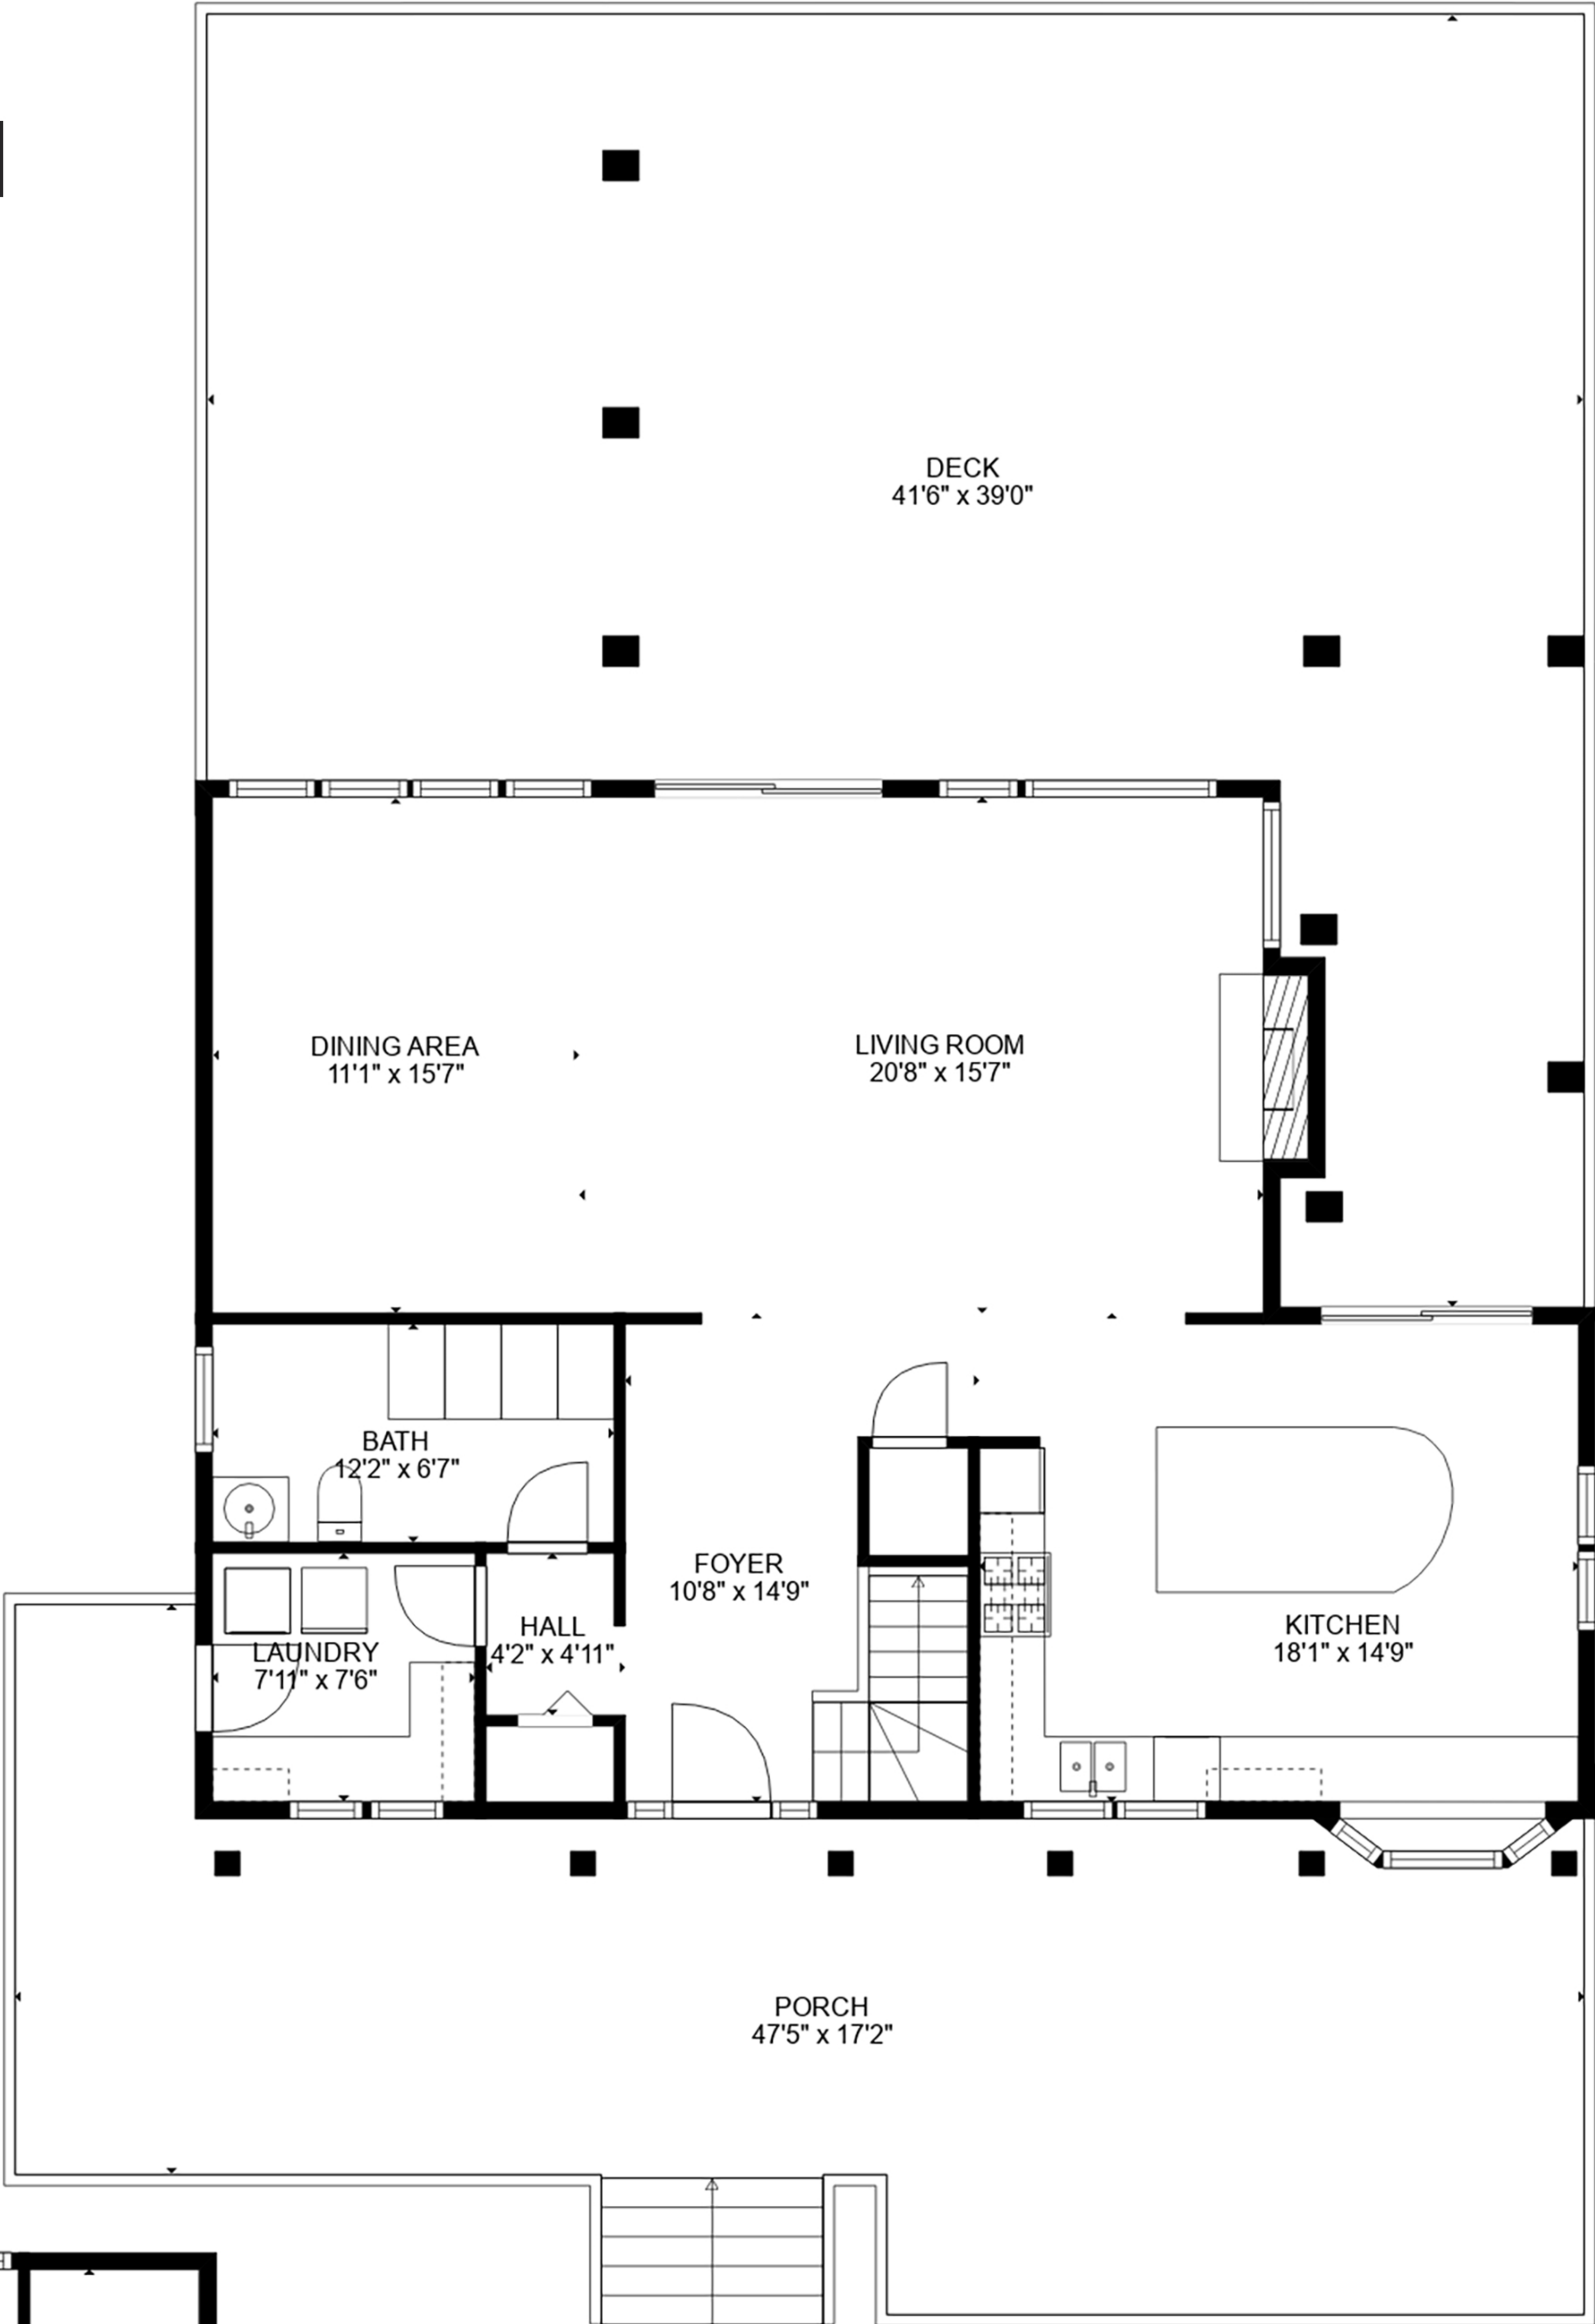 DECK
41'6" x 39'0"
DINING AREA
11'1" x 15'7"
LIVING ROOM
20'8" x 15'7"
BATH
12'2" x 6'7"
FOYER
10'8" x 14'9"
HALL
4'2" x 4'11"
KITCHEN
18'1" x 14'9"
LAUNDRY
7'11" x 7'6"
PORCH
47'5" x 17'2"